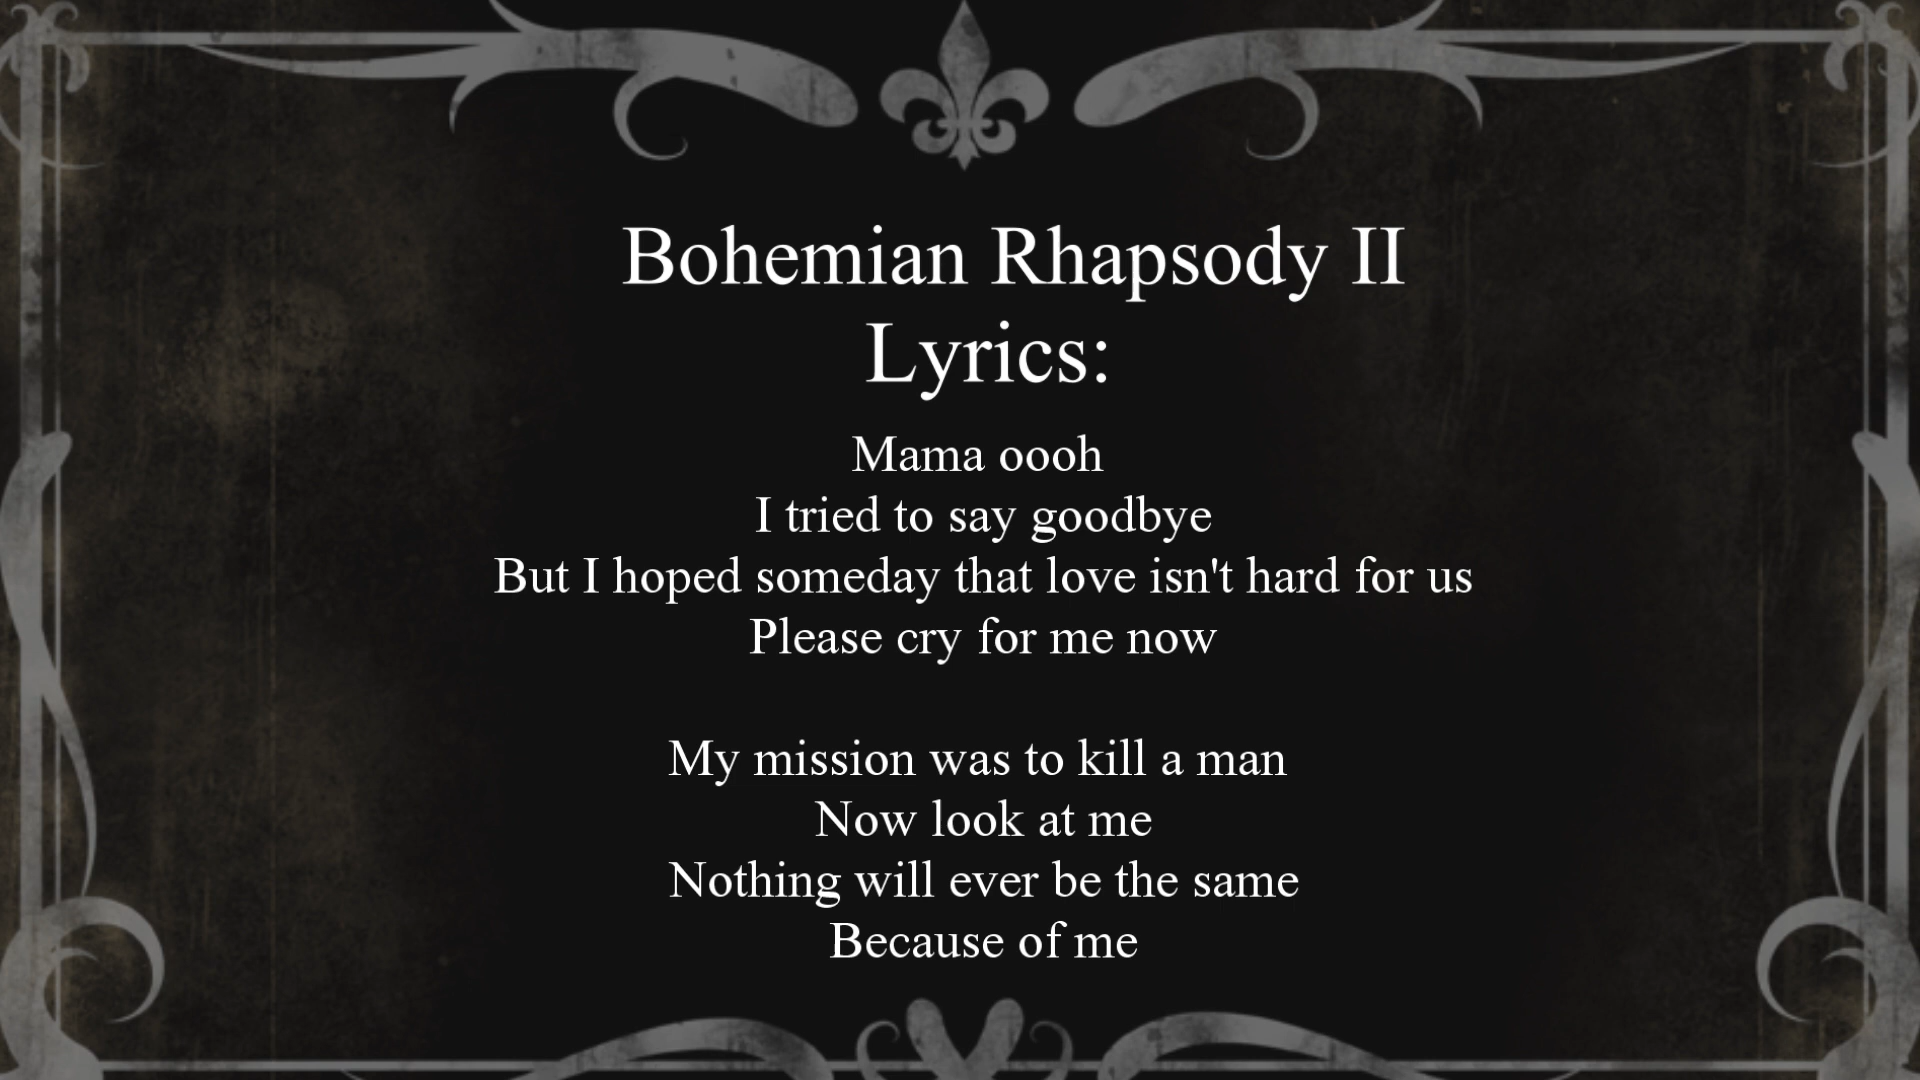 Bohemian Rhapsody II
Lyrics:
Mama oooh
I tried to say goodbye
But I hoped someday that love isn't hard for us
Please cry for me now
My mission was to kill a man
Now look at me
Nothing will ever be the same
Because of me